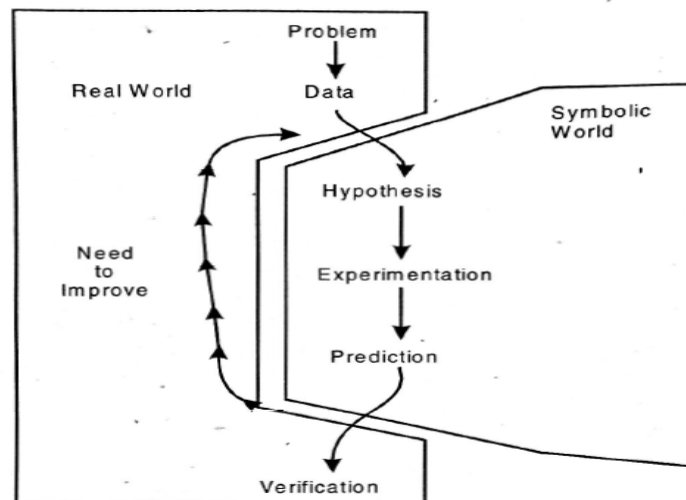 Problem
Real World
Data
Symbolic
World
Hypothesis
Need
to
Improve
Experimentation
Prediction
Verification